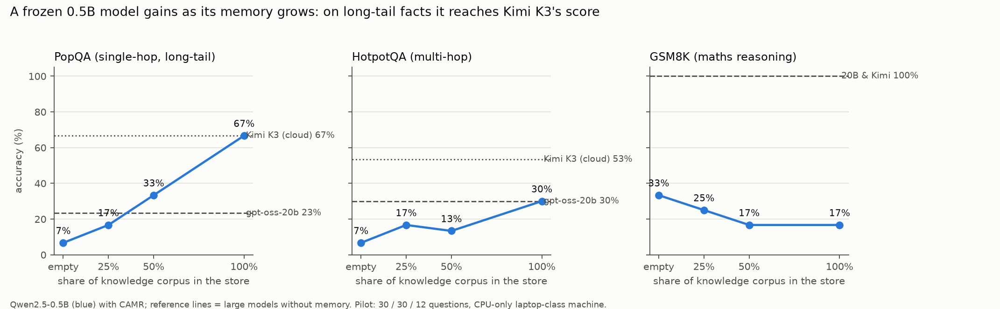 A frozen 0.5B model gains as its memory grows: on long-tail facts it reaches Kimi K3's score
PopQA (single-hop, long-tail)
100
80
60
40
20
0
accuracy (%)
7%
17%
33%
67%
Kimi K3 (cloud) 67%
gpt-oss-20b 23%
empty 25% 50% 100%
share of knowledge corpus in the store
HotpotQA (multi-hop)
7%
17%
13%
30%
Kimi K3 (cloud) 53%
gpt-oss-20b 30%
empty 25% 50% 100%
share of knowledge corpus in the store
GSM8K (maths reasoning)
20B & Kimi 100%
33%
25%
17%
17%
empty 25% 50% 100%
share of knowledge corpus in the store
Qwen2.5-0.5B (blue) with CAMR; reference lines = large models without memory. Pilot: 30 / 30 / 12 questions, CPU-only laptop-class machine.